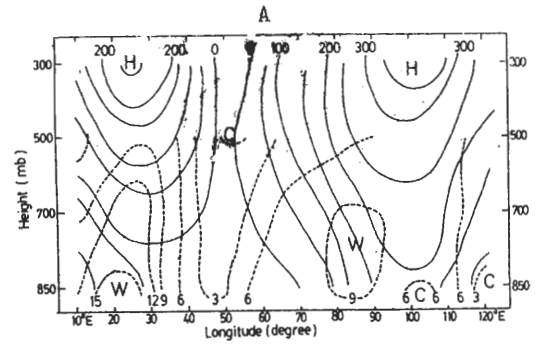 A
200 200 0 100 200 300 300
300 H H 300
C
500 500
Height (mb)
700 700
W
850 15 W 12 9 6 3 6 9 6 C 6 6 3 C 850
10°E 20 30 40 50 60 70 80 90 100 110 120°E
Longitude (degree)